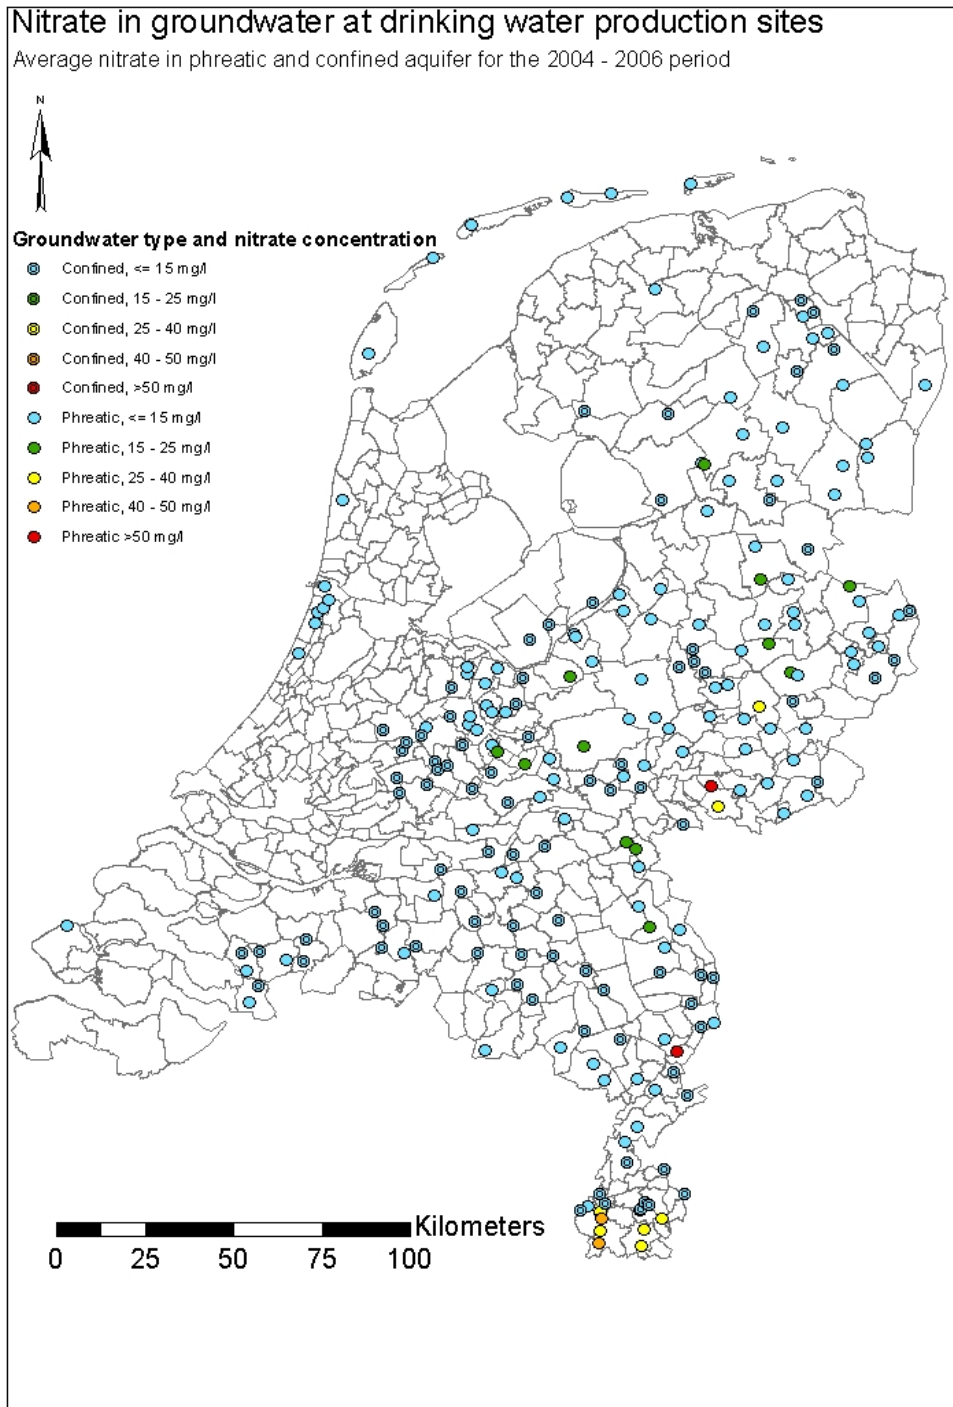 Nitrate in groundwater at drinking water production sites
Average nitrate in phreatic and confined aquifer for the 2004 - 2006 period
N
Groundwater type and nitrate concentration
Confined, <= 15 mg/l
Confined, 15 - 25 mg/l
Confined, 25 - 40 mg/l
Confined, 40 - 50 mg/l
Confined, >50 mg/l
Phreatic, <= 15 mg/l
Phreatic, 15 - 25 mg/l
Phreatic, 25 - 40 mg/l
Phreatic, 40 - 50 mg/l
Phreatic >50 mg/l
Kilometers
0 25 50 75 100